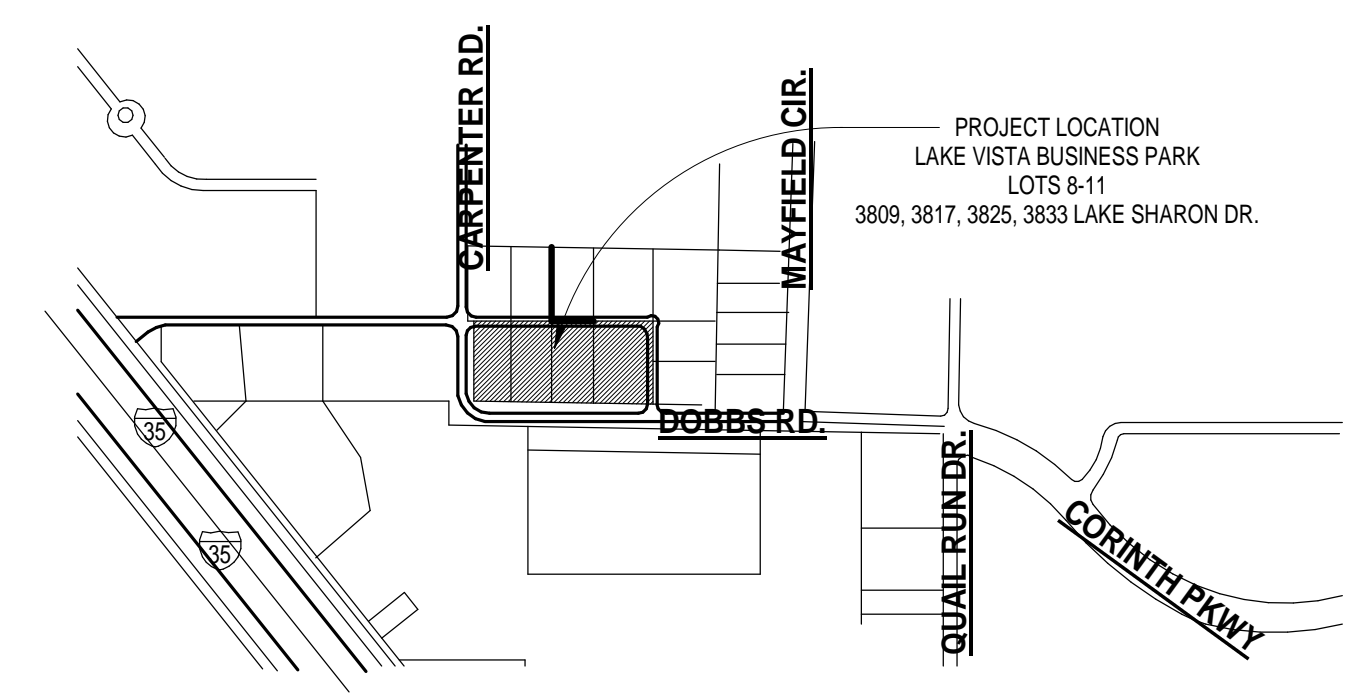 CARPENTER RD.
MAYFIELD CIR.
PROJECT LOCATION
LAKE VISTA BUSINESS PARK
LOTS 8-11
3809, 3817, 3825, 3833 LAKE SHARON DR.
35
DOBBS RD.
35
QUAIL RUN DR.
CORINTH PKWY